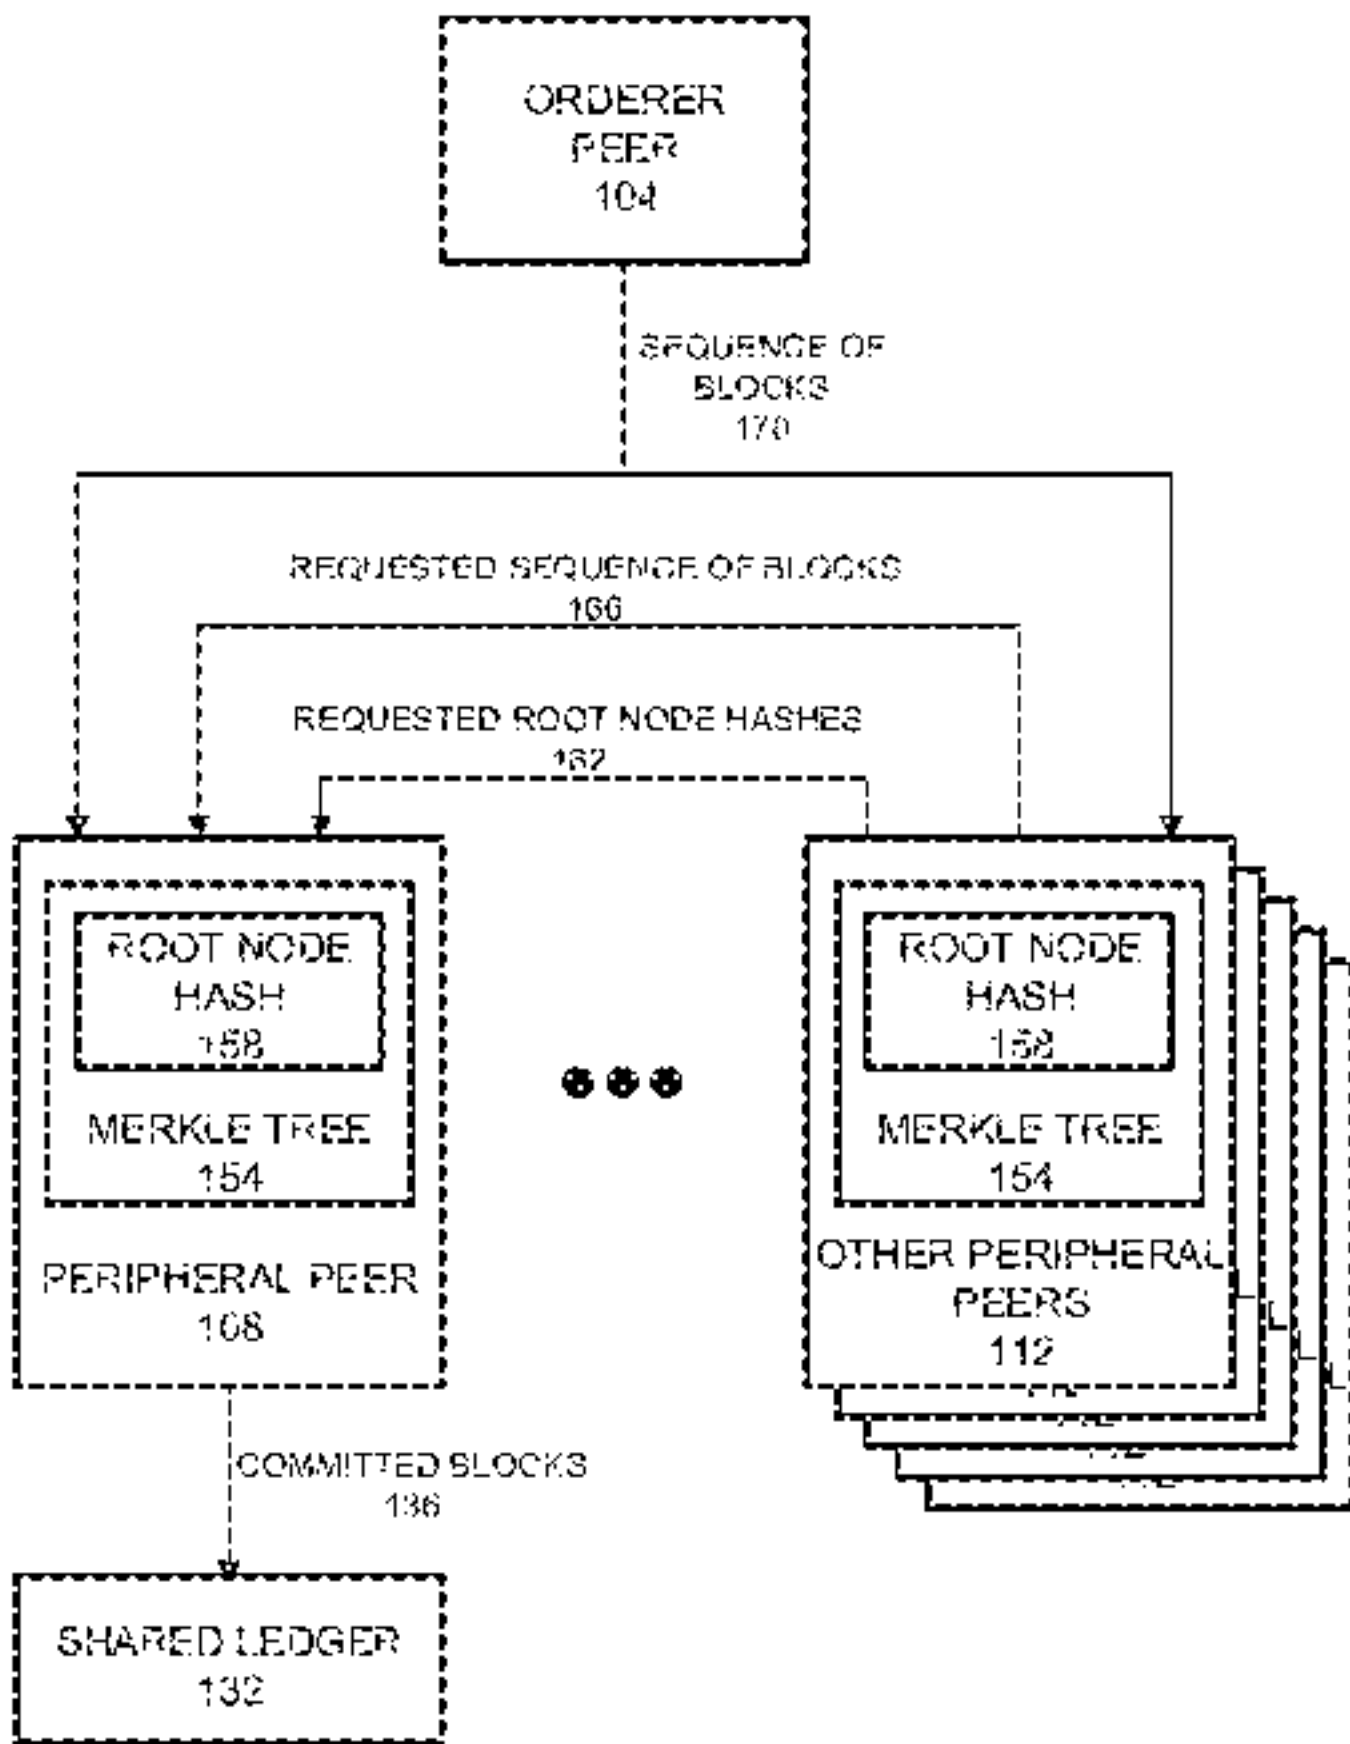 ORDERER
PEER
104
SEQUENCE OF
BLOCKS
170
REQUESTED SEQUENCE OF BLOCKS
166
REQUESTED ROOT NODE HASHES
162
ROOT NODE
HASH
158
MERKLE TREE
154
PERIPHERAL PEER
108
ROOT NODE
HASH
158
MERKLE TREE
154
OTHER PERIPHERAL
PEERS
112
COMMITTED BLOCKS
136
SHARED LEDGER
132